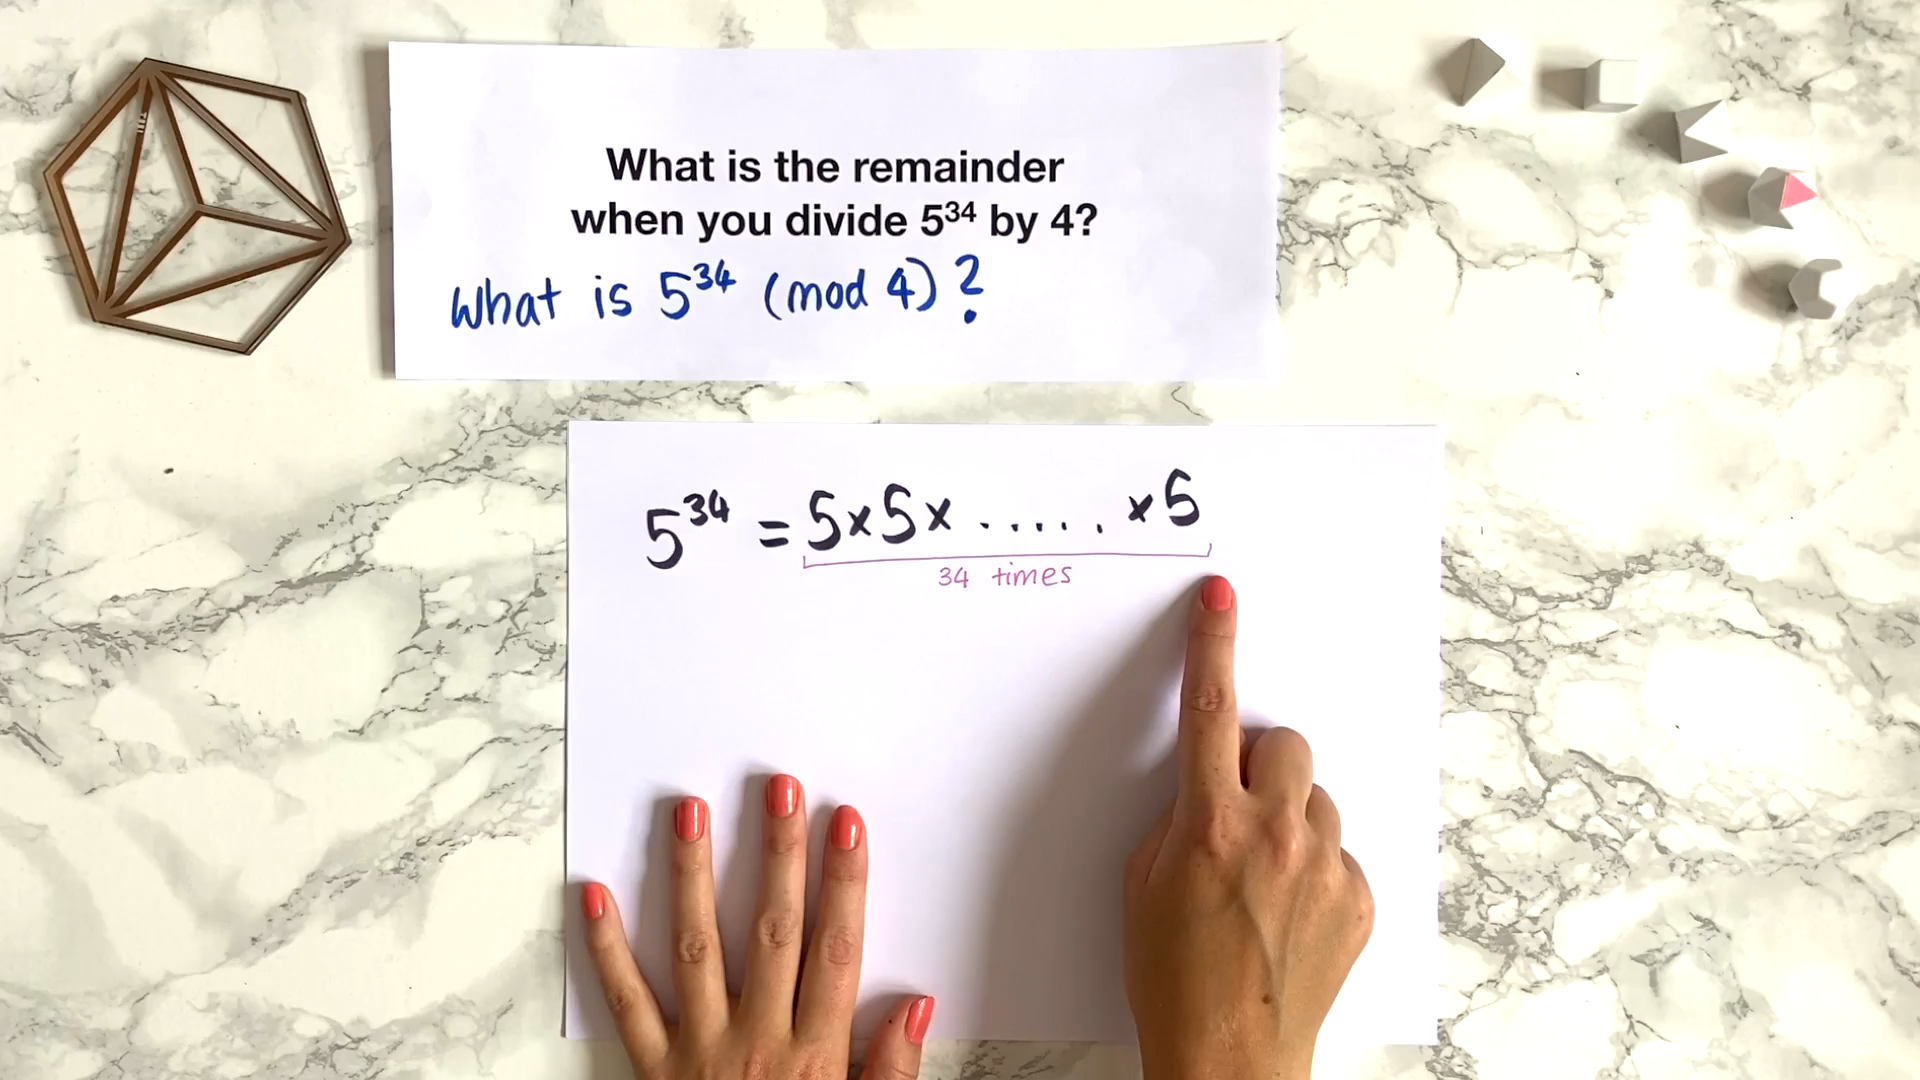 What is the remainder
when you divide 5³⁴ by 4?
What is 5³⁴ (mod 4)?
5³⁴ = 5×5×.....×5
34 times